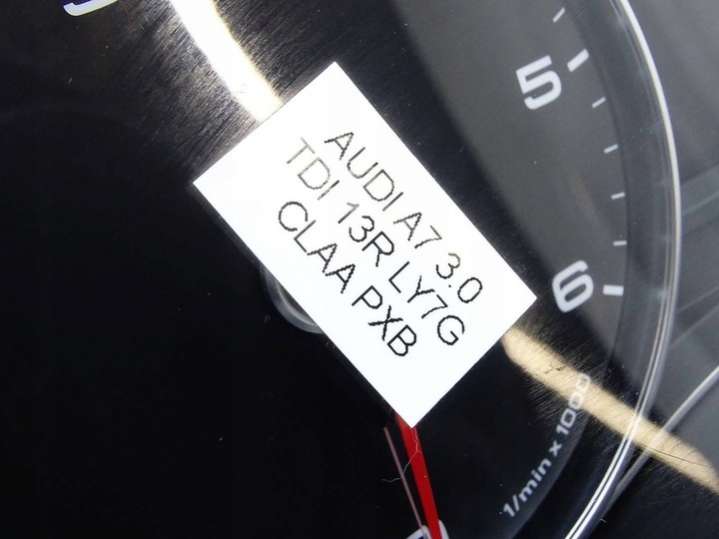 AUDI A7 3.0
TDI 13R LY7G
CLAA PXB
5
6
1/min x 1000